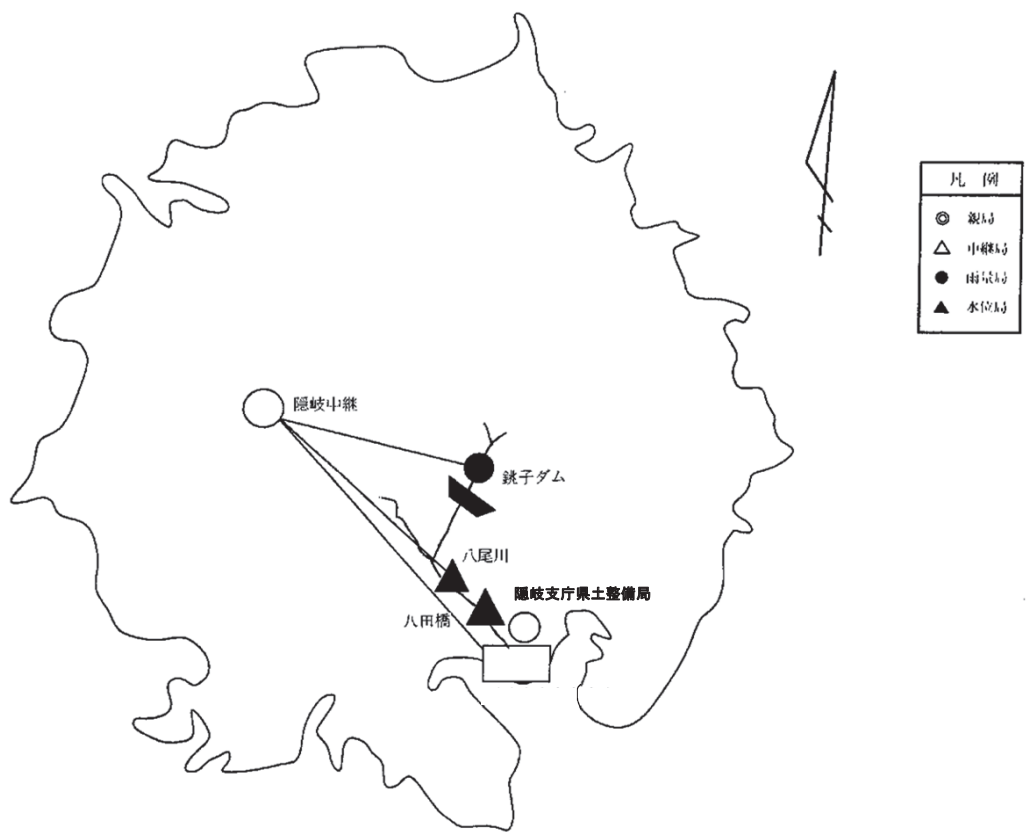 凡 例
親局
中継局
雨量局
水位局
隠岐中継
銚子ダム
八尾川
隠岐支庁県土整備局
八田橋